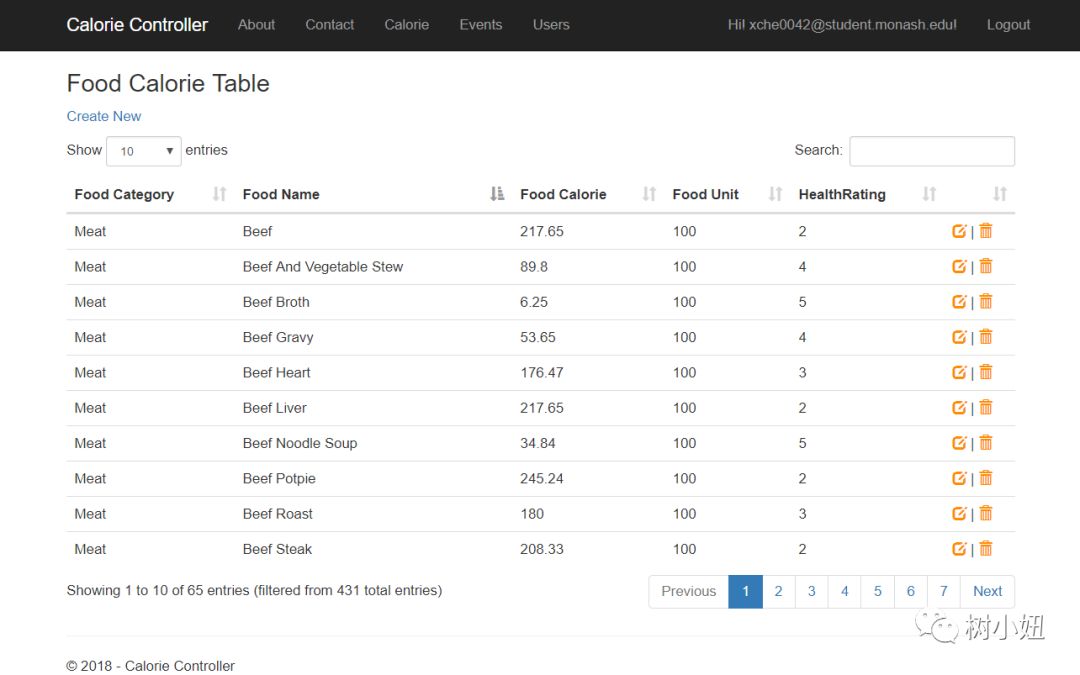 Calorie Controller About Contact Calorie Events Users Hi! xche0042@student.monash.edu! Logout
Food Calorie Table
Create New
Show 10 entries Search:
Food Category Food Name Food Calorie Food Unit HealthRating
Meat Beef 217.65 100 2 |
Meat Beef And Vegetable Stew 89.8 100 4 |
Meat Beef Broth 6.25 100 5 |
Meat Beef Gravy 53.65 100 4 |
Meat Beef Heart 176.47 100 3 |
Meat Beef Liver 217.65 100 2 |
Meat Beef Noodle Soup 34.84 100 5 |
Meat Beef Potpie 245.24 100 2 |
Meat Beef Roast 180 100 3 |
Meat Beef Steak 208.33 100 2 |
Showing 1 to 10 of 65 entries (filtered from 431 total entries) Previous 1 2 3 4 5 6 7 Next
树小妞
© 2018 - Calorie Controller